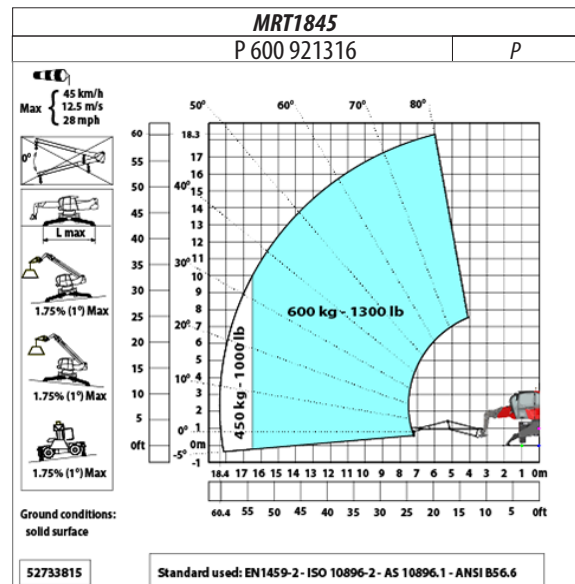 MRT1845
P 600 921316
P
Max
45 km/h
12.5 m/s
28 mph
0°
L max
1.75% (1°) Max
1.75% (1°) Max
1.75% (1°) Max
Ground conditions:
solid surface
52733815
50° 60° 70° 80°
40°
30°
20°
10°
0°
-5°
60
55
50
45
40
35
30
25
20
15
10
5
0ft
18.3
17
16
15
14
13
12
11
10
9
8
7
6
5
4
3
2
1
0m
-1
600 kg - 1300 lb
450 kg - 1000 lb
18.4 17 16 15 14 13 12 11 10 9 8 7 6 5 4 3 2 1 0m
60.4 55 50 45 40 35 30 25 20 15 10 5 0ft
Standard used: EN1459-2 - ISO 10896-2 - AS 10896.1 - ANSI B56.6